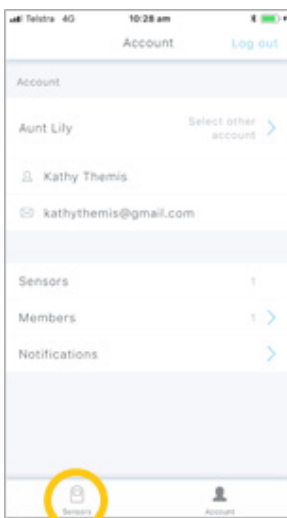 Telstra 4G 10:28 am
Account Log out
Account
Aunt Lily Select other account
Kathy Themis
kathythemis@gmail.com
Sensors 1
Members 1
Notifications
Sensors Account